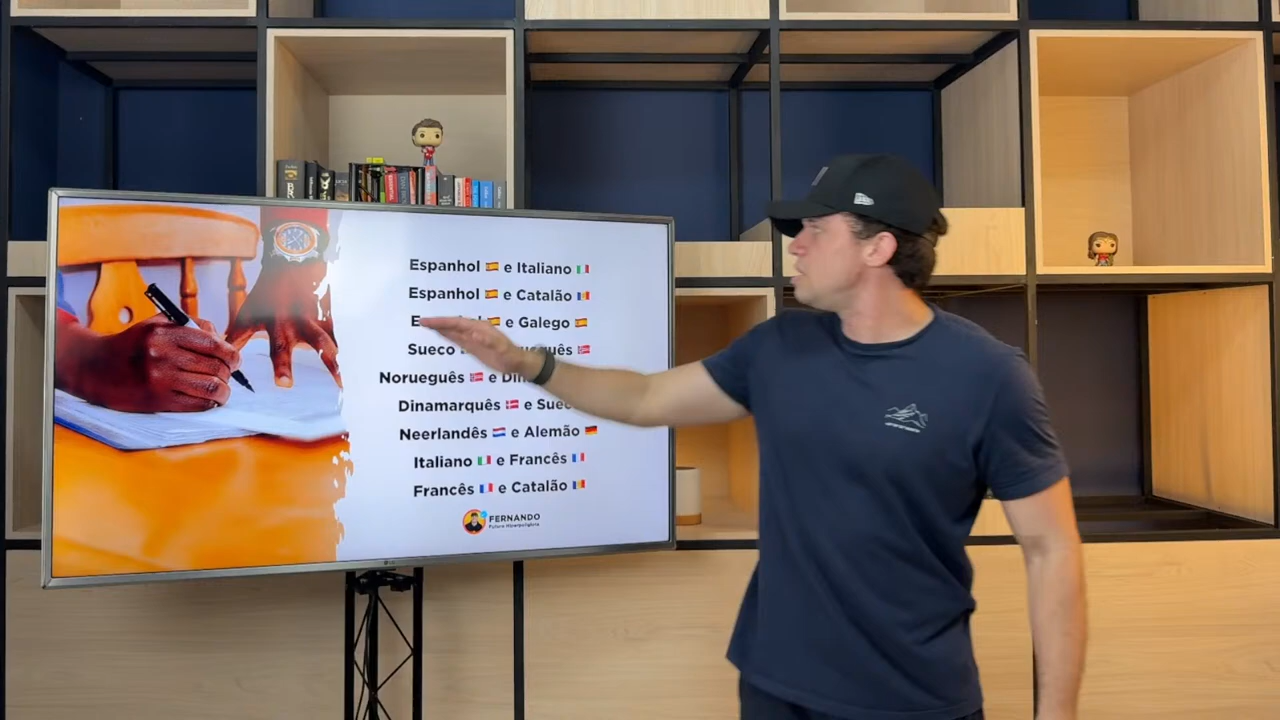 Espanhol e Italiano
Espanhol e Catalão
e Galego
Sueco
Norueguês e
Dinamarquês e
Neerlandês e Alemão
Italiano e Francês
Francês e Catalão
FERNANDO